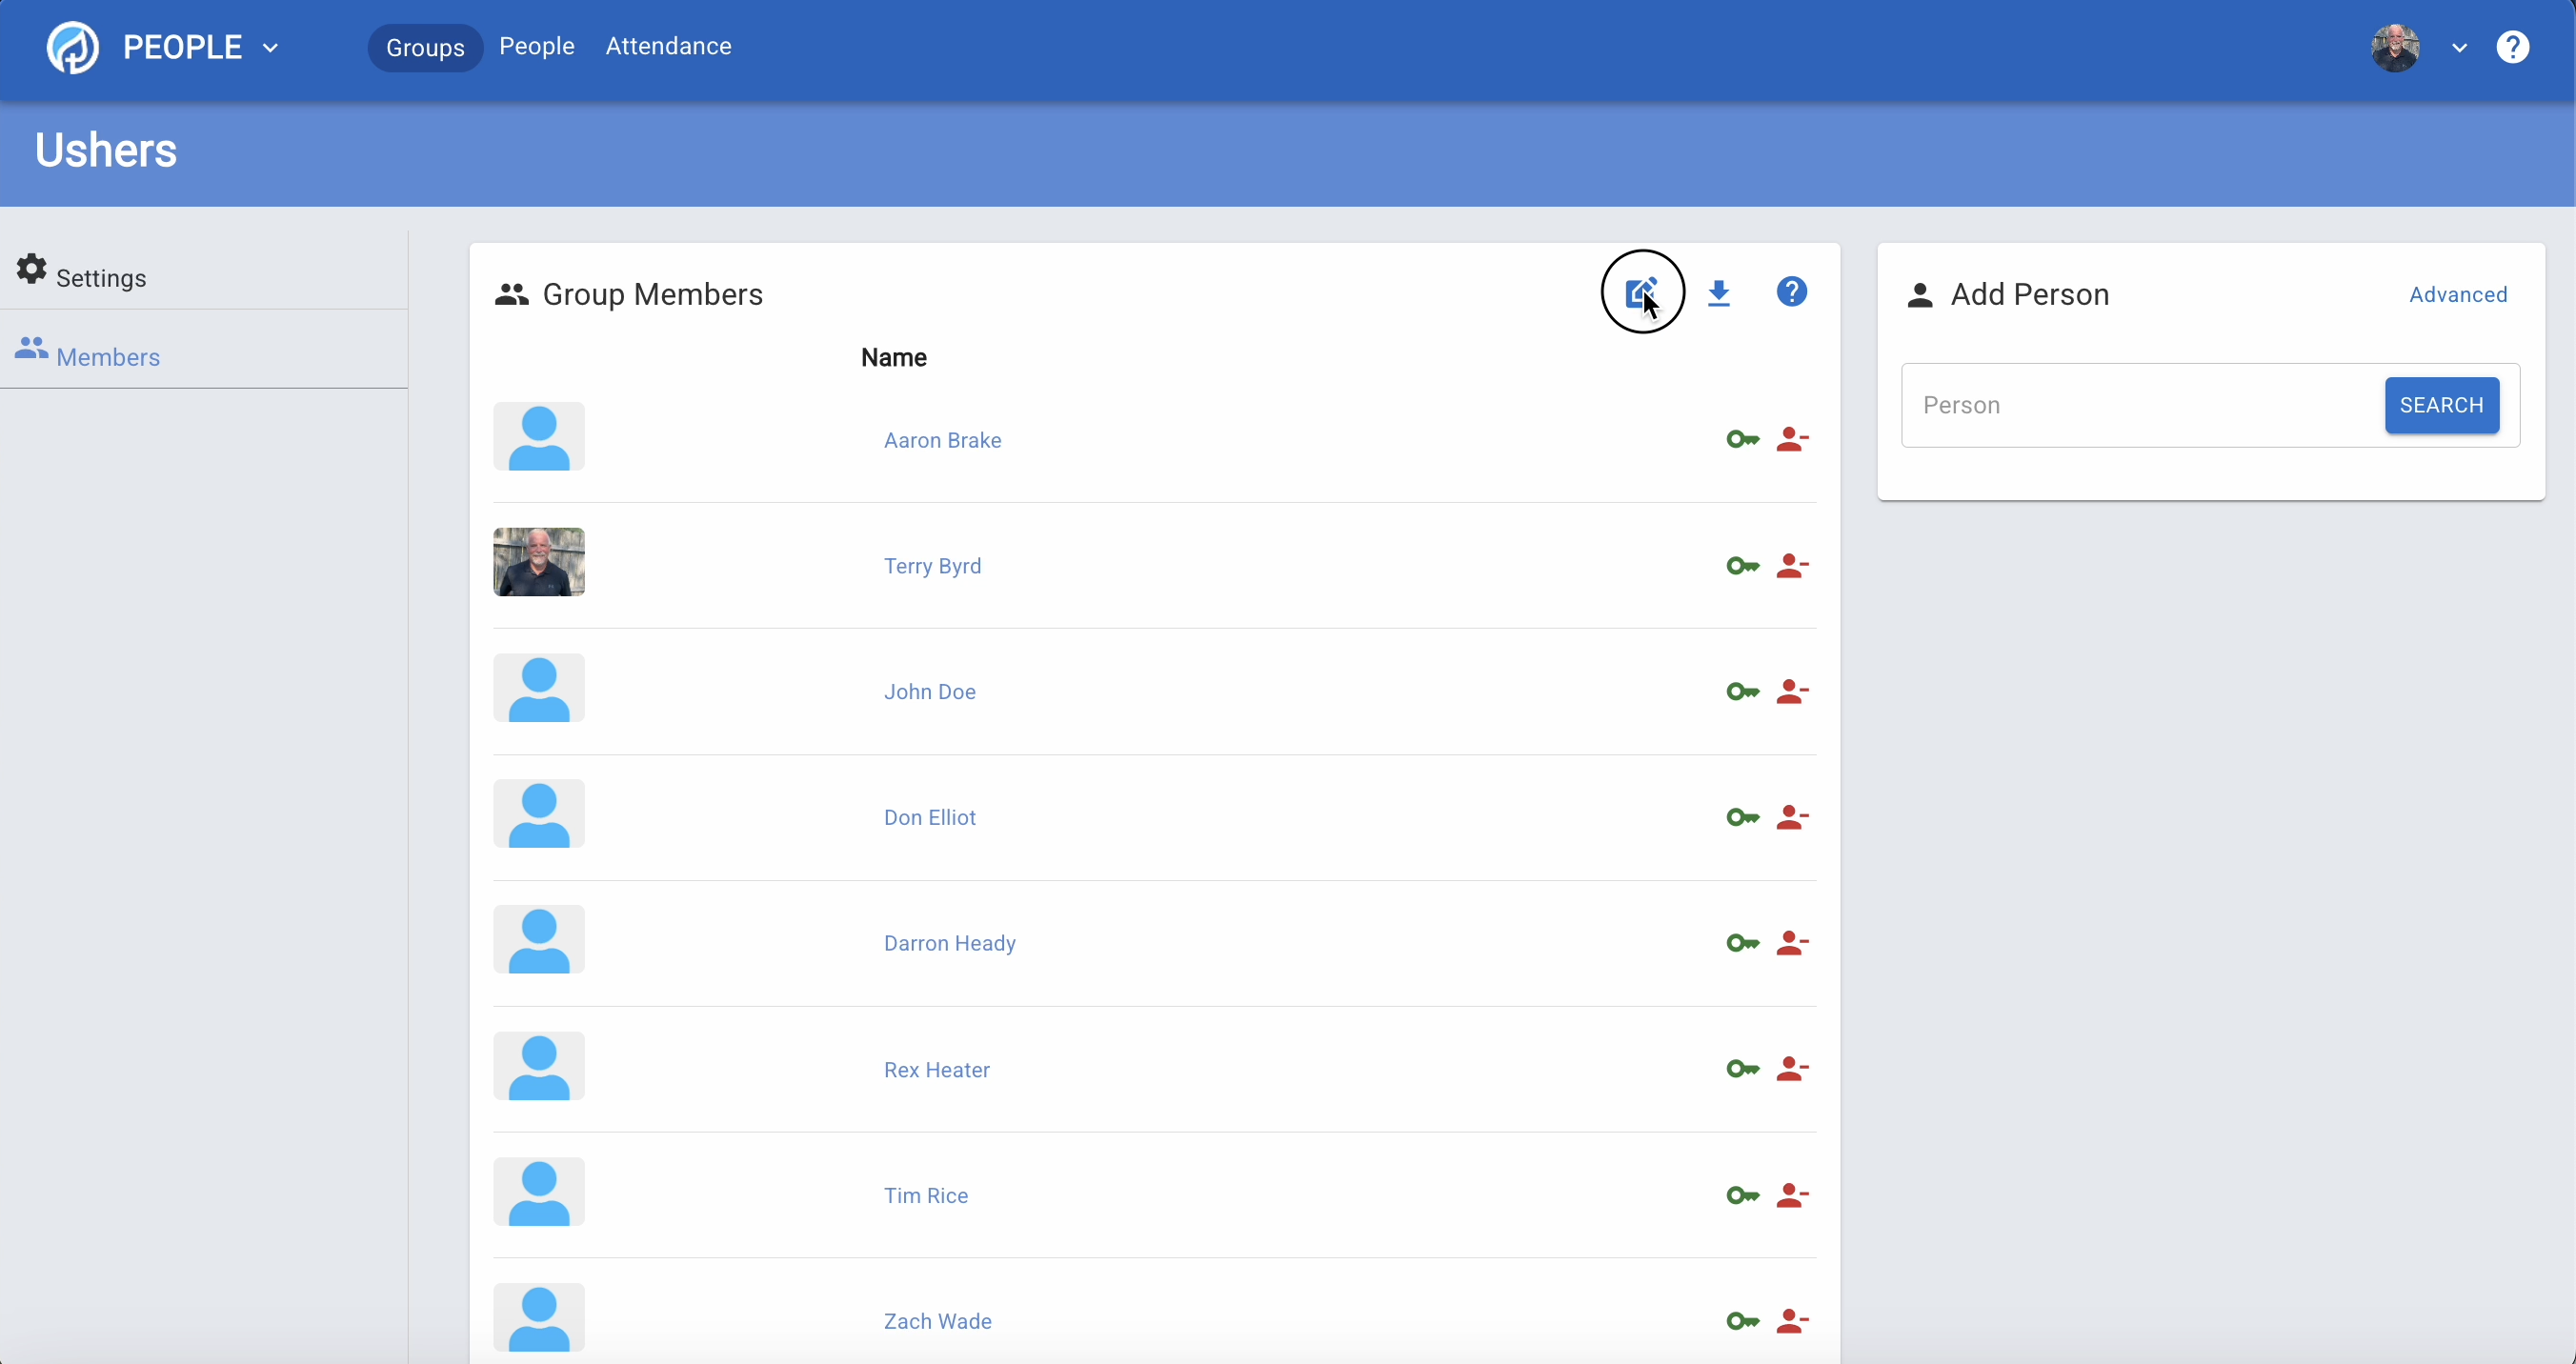 PEOPLE
Groups People Attendance
?
Ushers
Settings
Members
Group Members
?
Name
Aaron Brake
Terry Byrd
John Doe
Don Elliot
Darron Heady
Rex Heater
Tim Rice
Zach Wade
Add Person Advanced
Person SEARCH